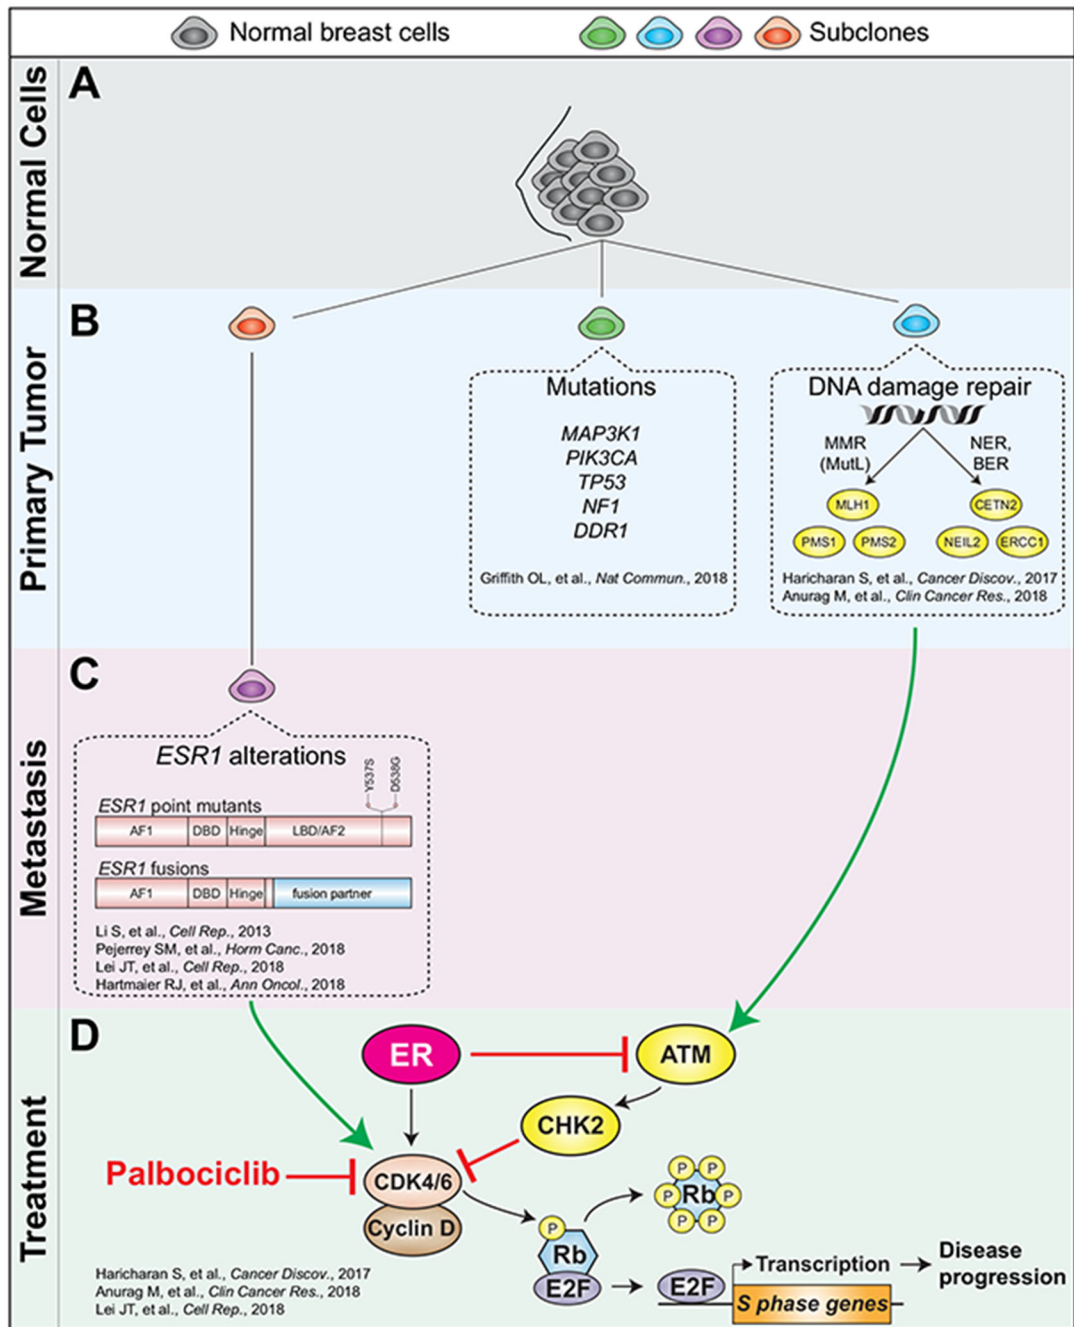 Normal breast cells
Subclones
Normal Cells
A
Primary Tumor
B
Mutations
MAP3K1
PIK3CA
TP53
NF1
DDR1
Griffith OL, et al., Nat Commun., 2018
DNA damage repair
MMR
(MutL)
NER,
BER
MLH1
CETN2
PMS1
PMS2
NEIL2
ERCC1
Haricharan S, et al., Cancer Discov., 2017
Anurag M, et al., Clin Cancer Res., 2018
Metastasis
C
ESR1 alterations
Y537S
D538G
ESR1 point mutants
AF1
DBD
Hinge
LBD/AF2
ESR1 fusions
AF1
DBD
Hinge
fusion partner
Li S, et al., Cell Rep., 2013
Pejerrey SM, et al., Horm Canc., 2018
Lei JT, et al., Cell Rep., 2018
Hartmaier RJ, et al., Ann Oncol., 2018
Treatment
D
ER
ATM
CHK2
Palbociclib
CDK4/6
Cyclin D
P
Rb
E2F
P
P
P
Rb
P
P
P
E2F
Transcription
S phase genes
Disease
progression
Haricharan S, et al., Cancer Discov., 2017
Anurag M, et al., Clin Cancer Res., 2018
Lei JT, et al., Cell Rep., 2018